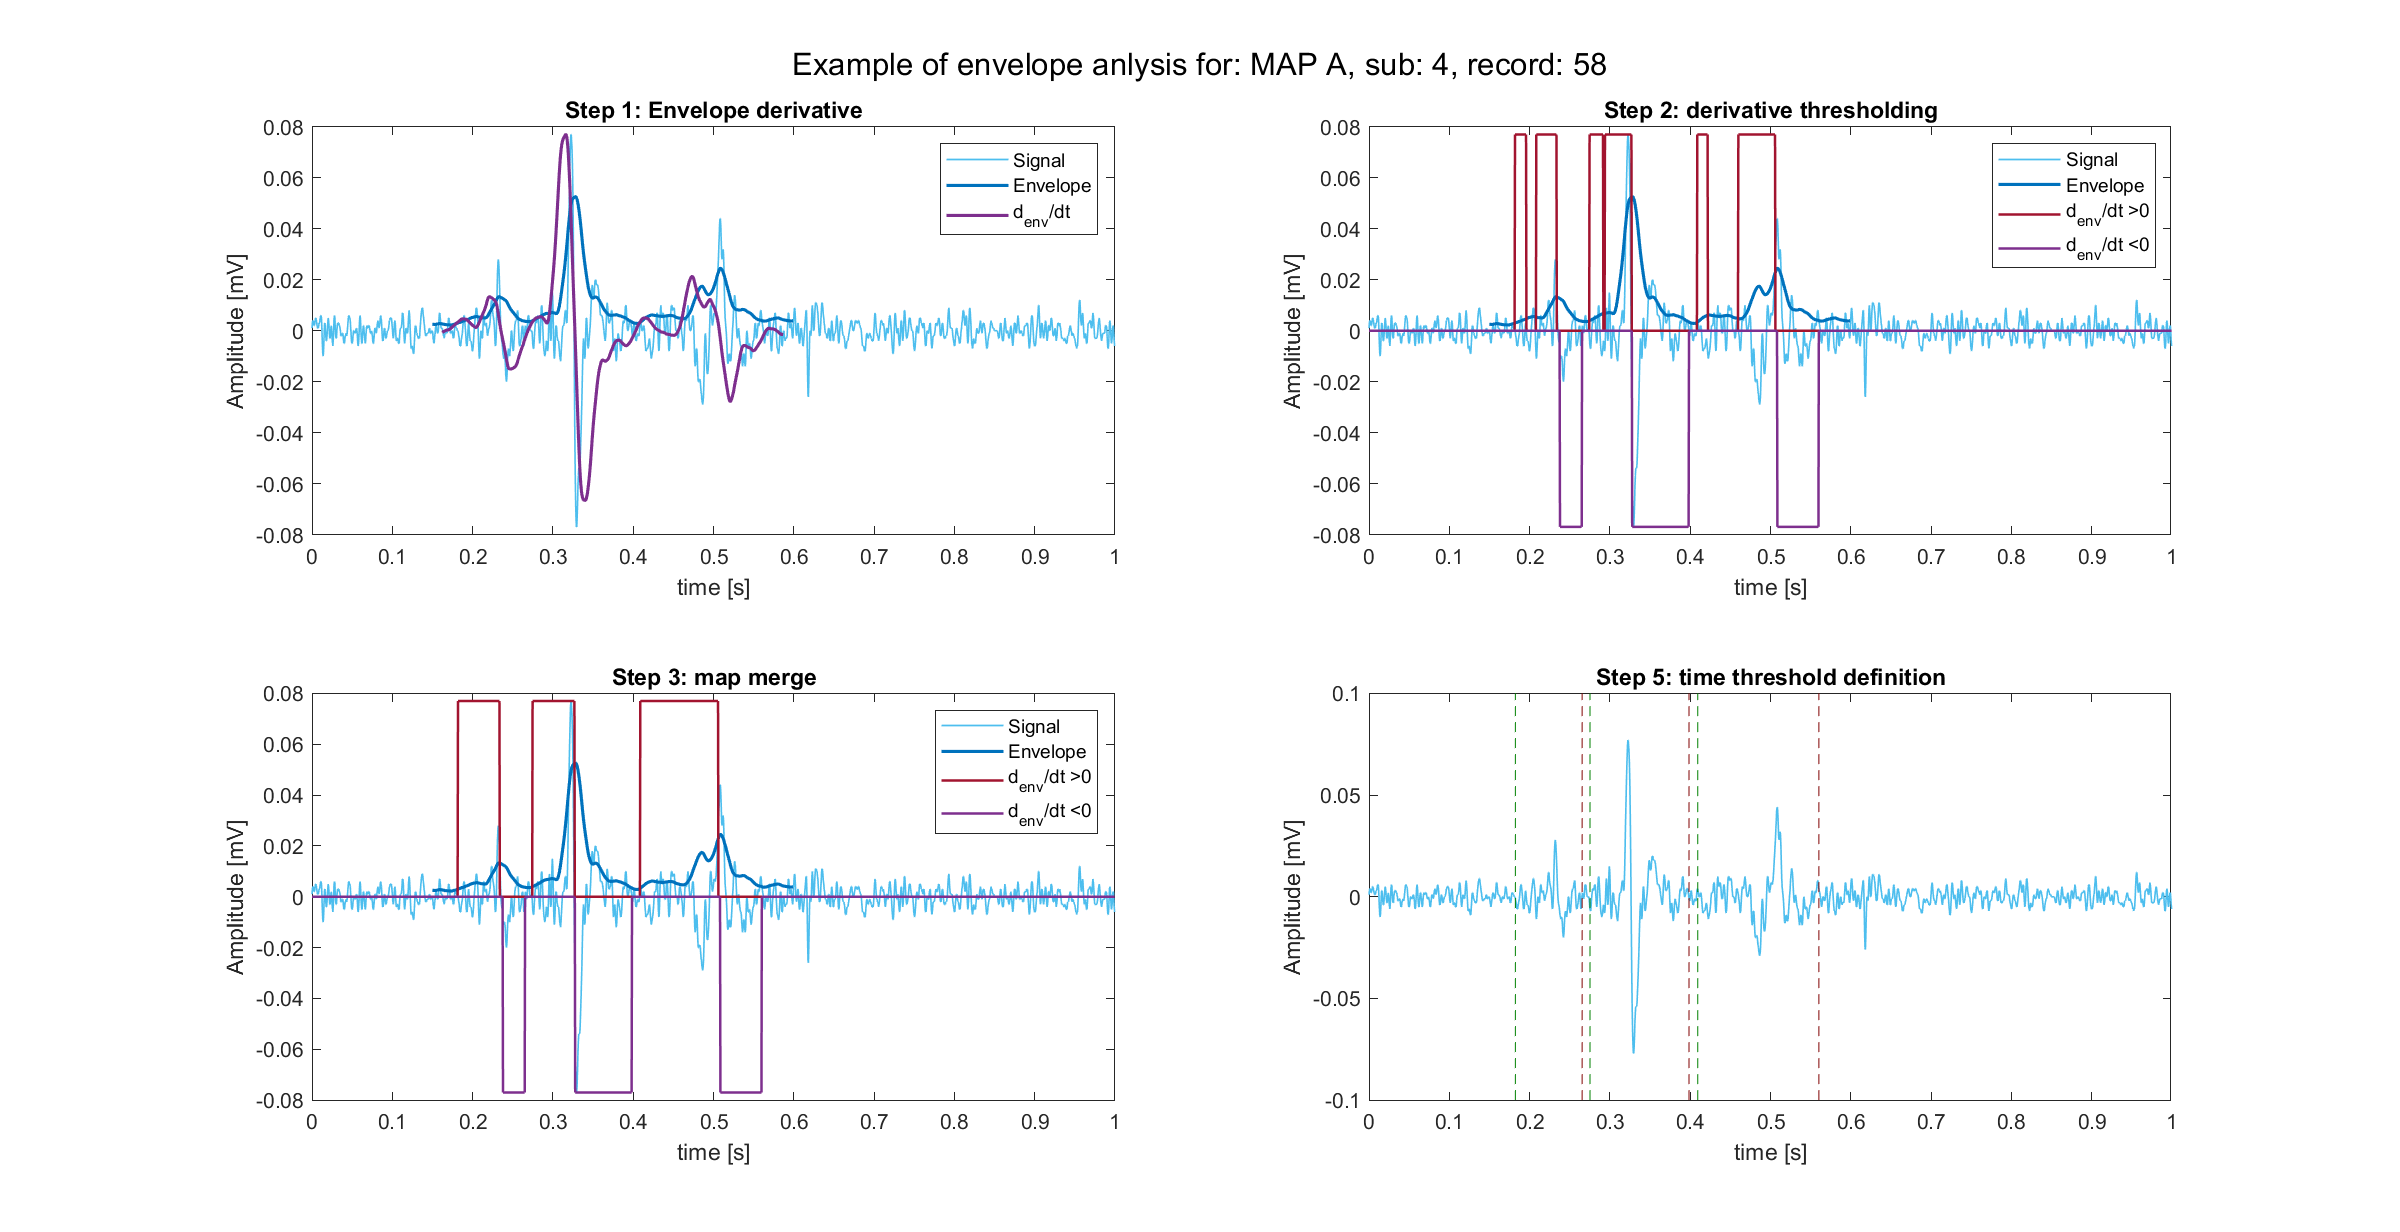 Example of envelope anlysis for: MAP A, sub: 4, record: 58
Step 1: Envelope derivative
0.08
0.06
0.04
0.02
0
-0.02
-0.04
-0.06
-0.08
Amplitude [mV]
0 0.1 0.2 0.3 0.4 0.5 0.6 0.7 0.8 0.9 1
time [s]
Signal
Envelope
d_env/dt
Step 2: derivative thresholding
0.08
0.06
0.04
0.02
0
-0.02
-0.04
-0.06
-0.08
Amplitude [mV]
0 0.1 0.2 0.3 0.4 0.5 0.6 0.7 0.8 0.9 1
time [s]
Signal
Envelope
d_env/dt >0
d_env/dt <0
Step 3: map merge
0.08
0.06
0.04
0.02
0
-0.02
-0.04
-0.06
-0.08
Amplitude [mV]
0 0.1 0.2 0.3 0.4 0.5 0.6 0.7 0.8 0.9 1
time [s]
Signal
Envelope
d_env/dt >0
d_env/dt <0
Step 5: time threshold definition
0.1
0.05
0
-0.05
-0.1
Amplitude [mV]
0 0.1 0.2 0.3 0.4 0.5 0.6 0.7 0.8 0.9 1
time [s]